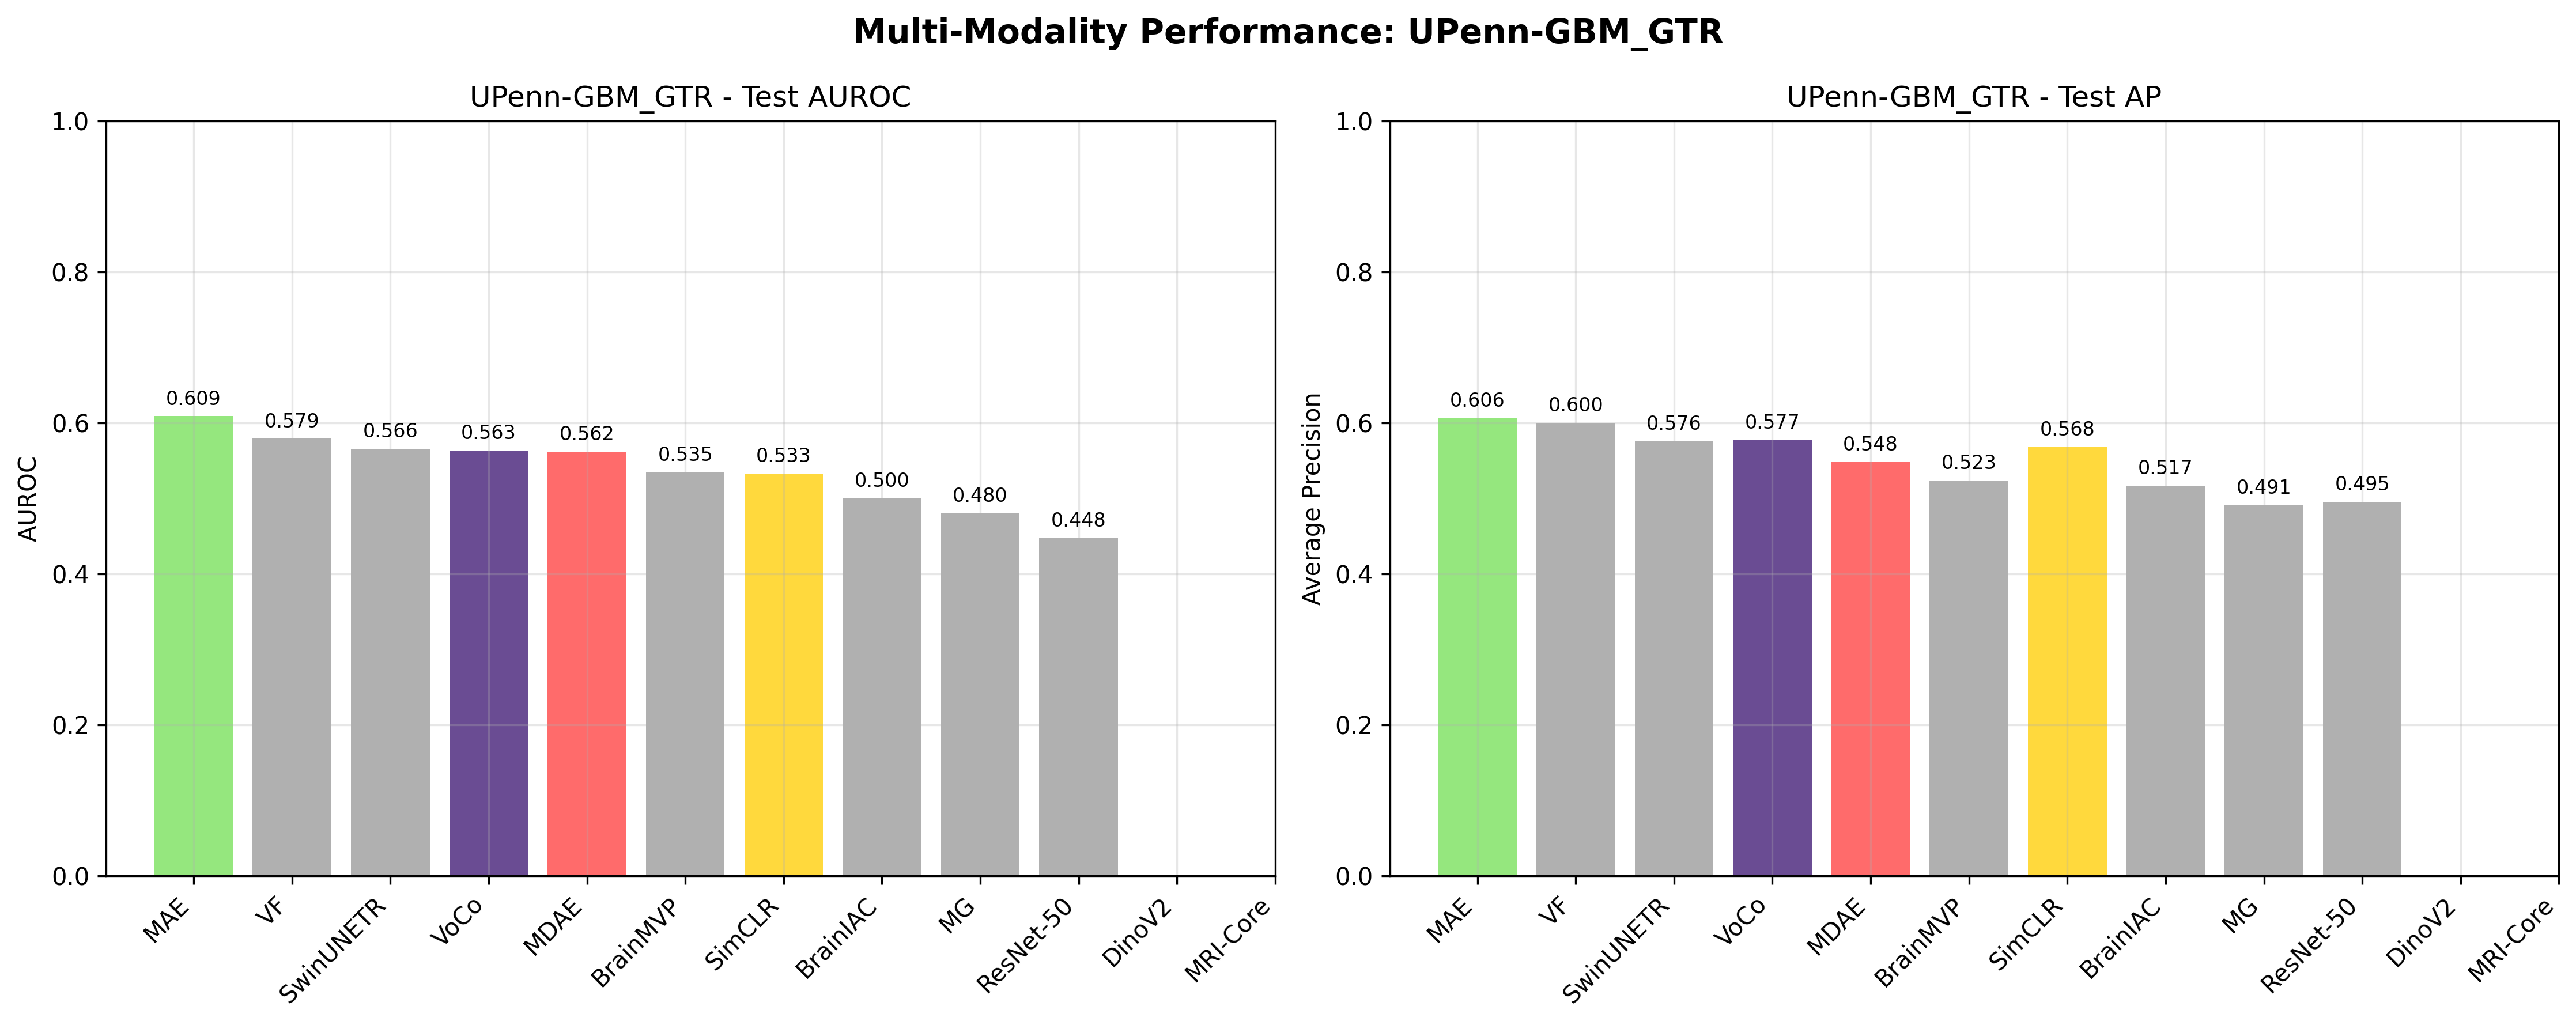 Multi-Modality Performance: UPenn-GBM_GTR
UPenn-GBM_GTR - Test AUROC
AUROC
1.0
0.8
0.6
0.4
0.2
0.0
0.609
0.579
0.566
0.563
0.562
0.535
0.533
0.500
0.480
0.448
MAE
VF
SwinUNETR
VoCo
MDAE
BrainMVP
SimCLR
BrainIAC
MG
ResNet-50
DinoV2
MRI-Core
UPenn-GBM_GTR - Test AP
Average Precision
1.0
0.8
0.6
0.4
0.2
0.0
0.606
0.600
0.576
0.577
0.548
0.523
0.568
0.517
0.491
0.495
MAE
VF
SwinUNETR
VoCo
MDAE
BrainMVP
SimCLR
BrainIAC
MG
ResNet-50
DinoV2
MRI-Core